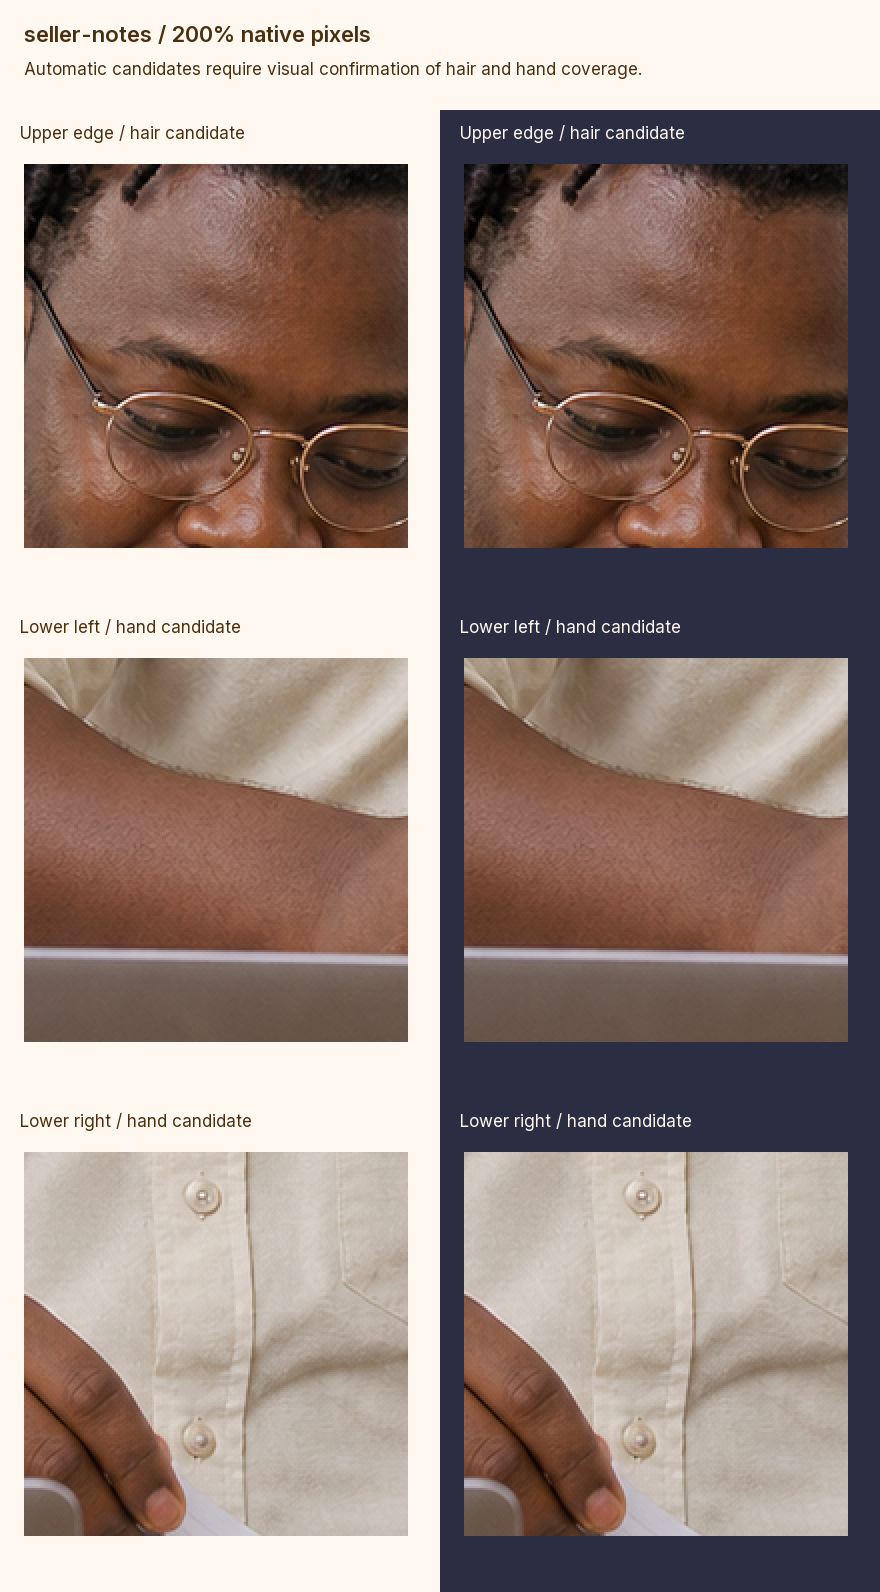 seller-notes / 200% native pixels
Automatic candidates require visual confirmation of hair and hand coverage.
Upper edge / hair candidate
Upper edge / hair candidate
Lower left / hand candidate
Lower left / hand candidate
Lower right / hand candidate
Lower right / hand candidate